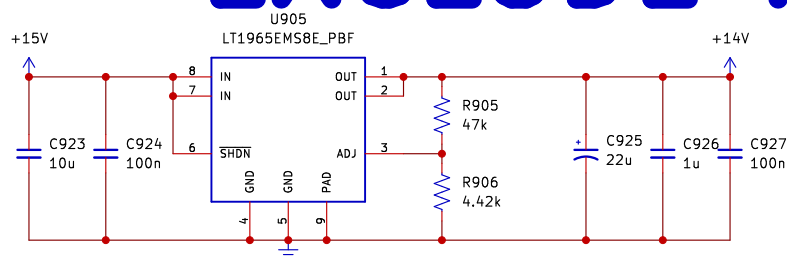 U905
LT1965EMS8E_PBF
+15V
+14V
8
IN
OUT
1
7
IN
OUT
2
R905
47k
C923
10u
C924
100n
6
SHDN
ADJ
3
C925
22u
C926
1u
C927
100n
GND
GND
PAD
R906
4.42k
4
5
9